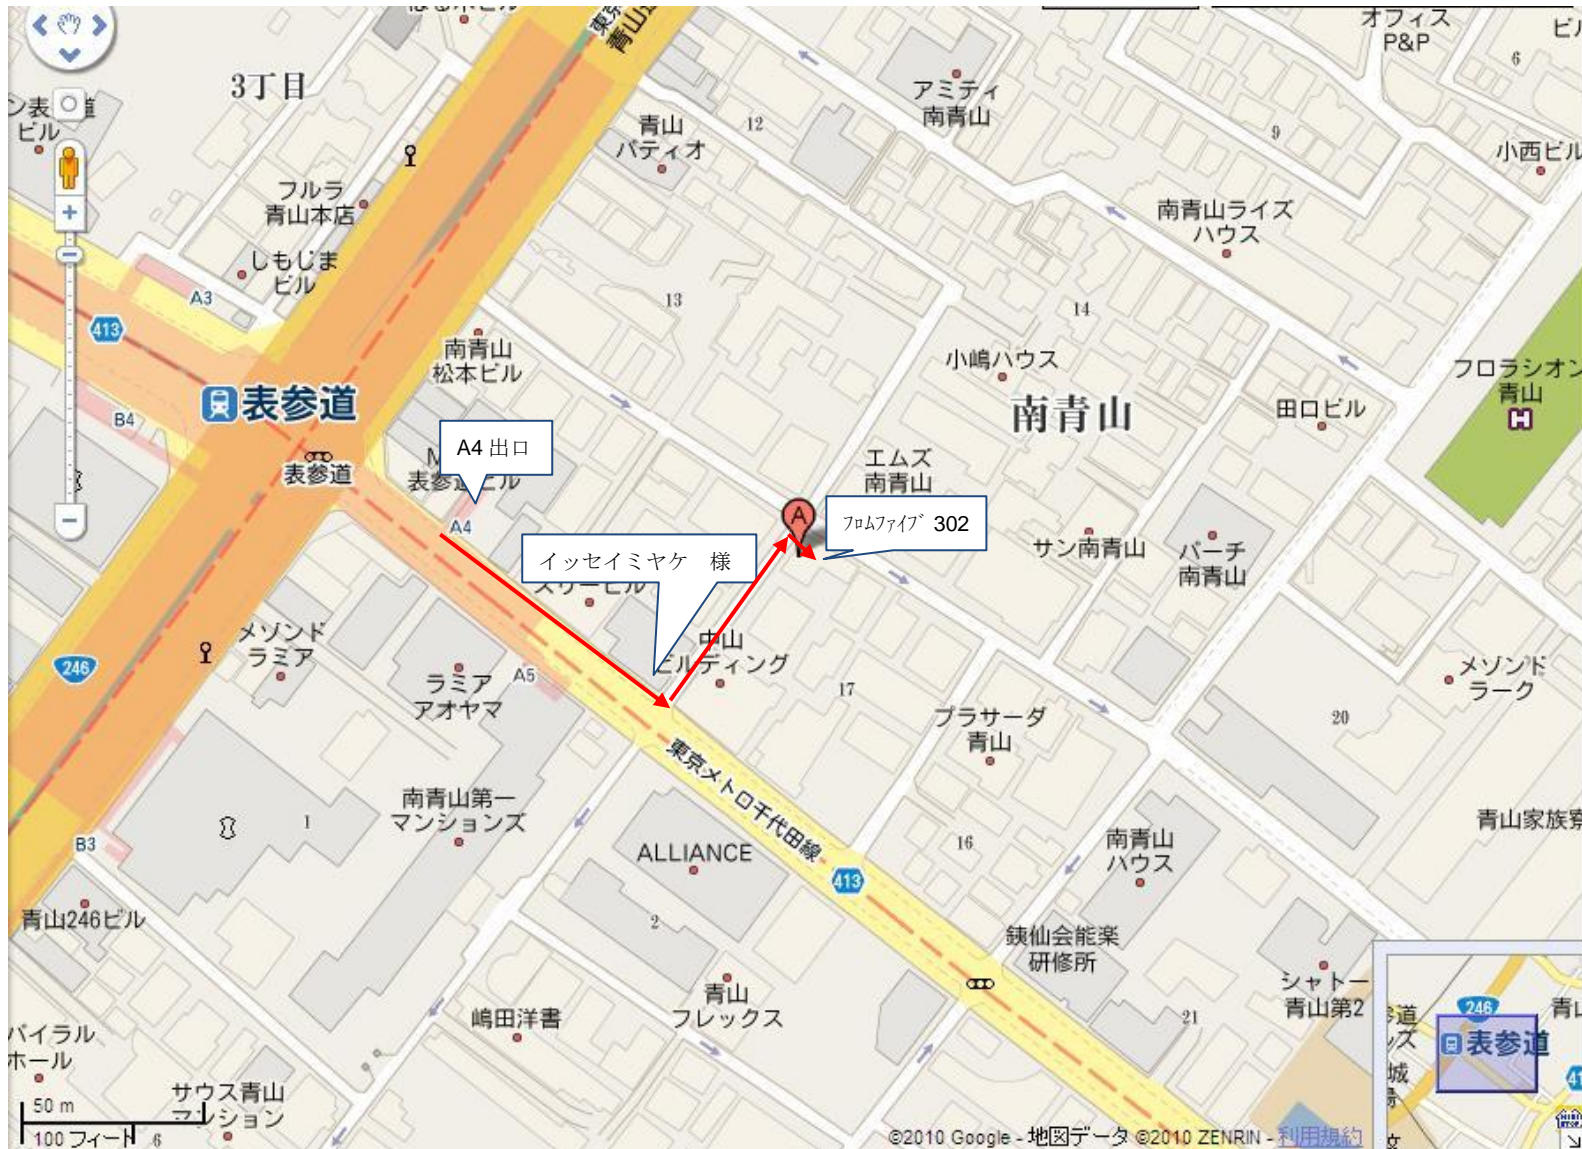 オフィス
P&P
6
3丁目
アミティ
南青山
12
青山
パティオ
9
小西ビル
フルラ
青山本店
南青山ライズ
ハウス
しもじま
ビル
A3
13
14
413
南青山
松本ビル
小嶋ハウス
フロラシオン
青山
表参道
B4
南青山
田口ビル
A4 出口
表参道
エムズ
南青山
A
フロムファイブ 302
A4
サン南青山
パーチ
南青山
イッセイミヤケ 様
スリービル
メゾンド
ラミア
中山
ビルディング
246
ラミア
アオヤマ
A5
17
メゾンド
ラーク
プラサーダ
青山
20
東京メトロ千代田線
南青山第一
マンションズ
1
B3
ALLIANCE
16
南青山
ハウス
青山家族寮
413
青山246ビル
2
銕仙会能楽
研修所
シャトー
青山第2
青山
フレックス
嶋田洋書
21
246
表参道
バイラル
ホール
サウス青山
マンション
50 m
100 フィート
6
©2010 Google - 地図データ ©2010 ZENRIN - 利用規約